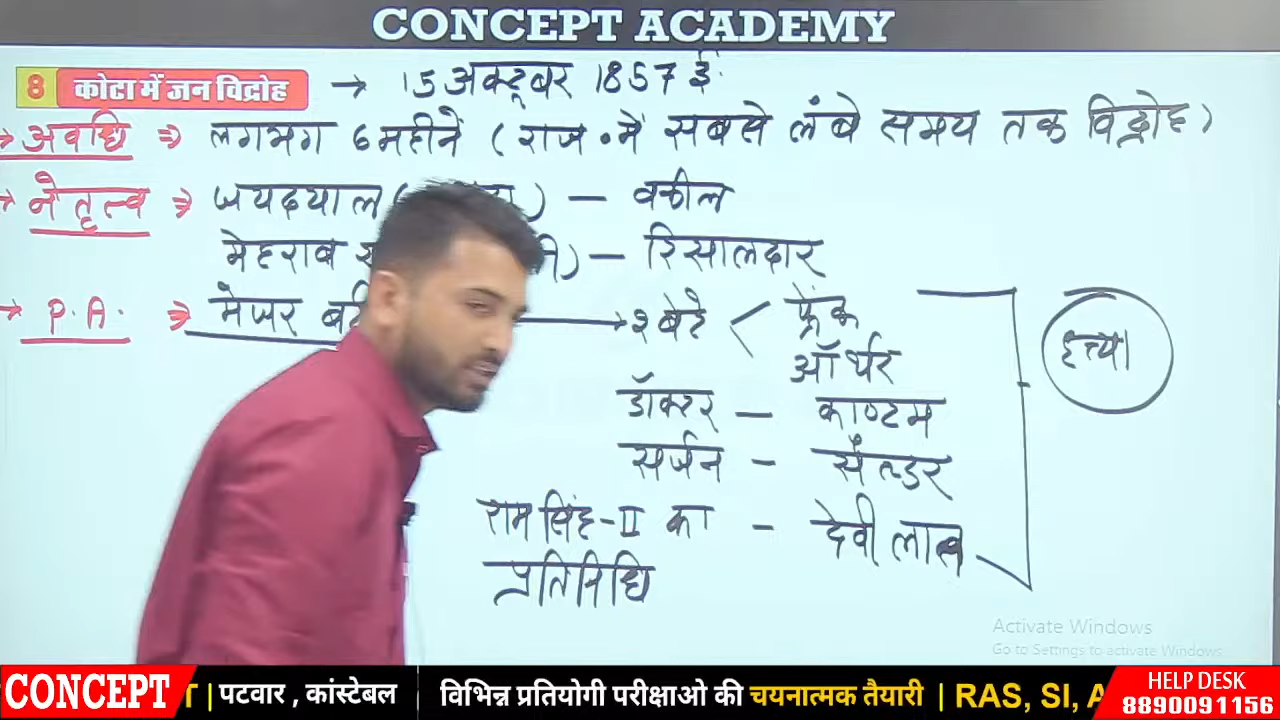 CONCEPT ACADEMY
8 कोटा में जन विद्रोह → 15 अक्टूबर 1857 ई.
→ अवधि ⇒ लगभग 6 महीने (राज. में सबसे लंबे समय तक विद्रोह)
→ नेतृत्व ⇒ जयदयाल ( ) – वकील
मेहराब ) – रिसालदार
→ P.A. ⇒ मेजर → 2 बेटे < फ्रेंक
ऑर्थर
हत्या
डॉक्टर – काण्टम
सर्जन – सैल्डर
राम सिंह-II का – देवीलाल
प्रतिनिधि
Activate Windows
Go to Settings to activate Windows.
CONCEPT T | पटवार , कांस्टेबल | विभिन्न प्रतियोगी परीक्षाओ की चयनात्मक तैयारी | RAS, SI, A
HELP DESK
8890091156